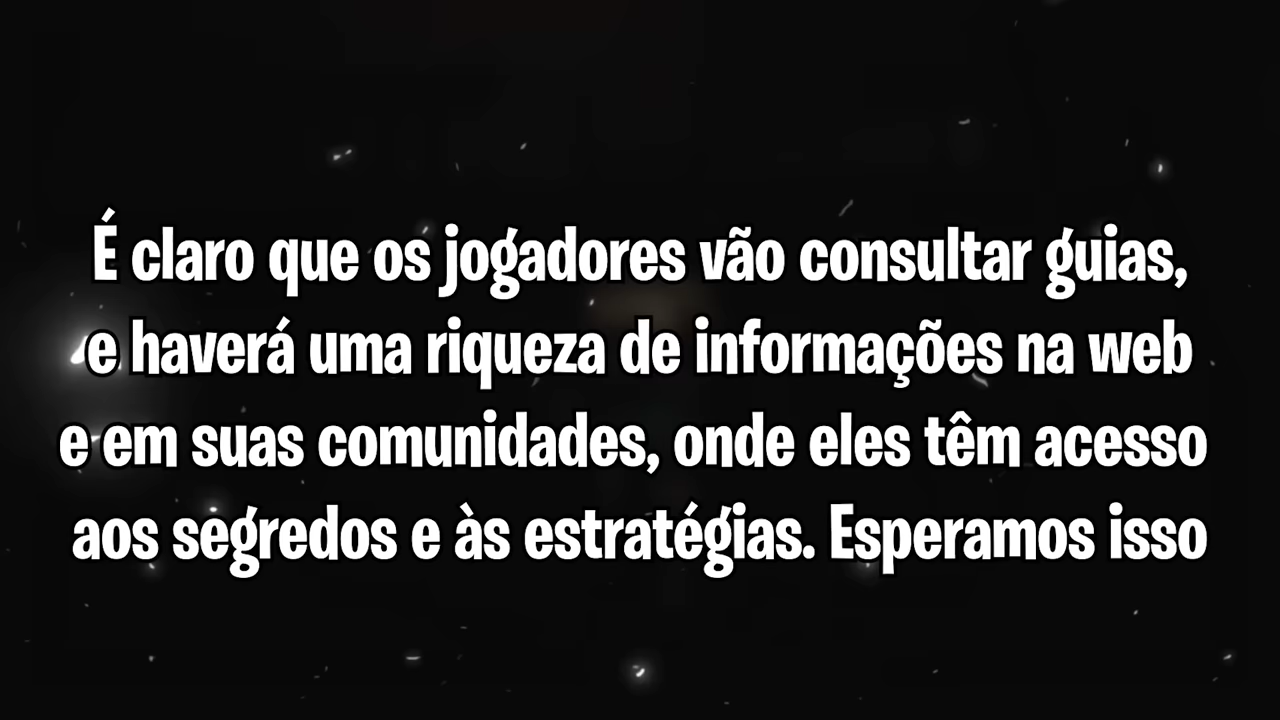 É claro que os jogadores vão consultar guias,
e haverá uma riqueza de informações na web
e em suas comunidades, onde eles têm acesso
aos segredos e às estratégias. Esperamos isso